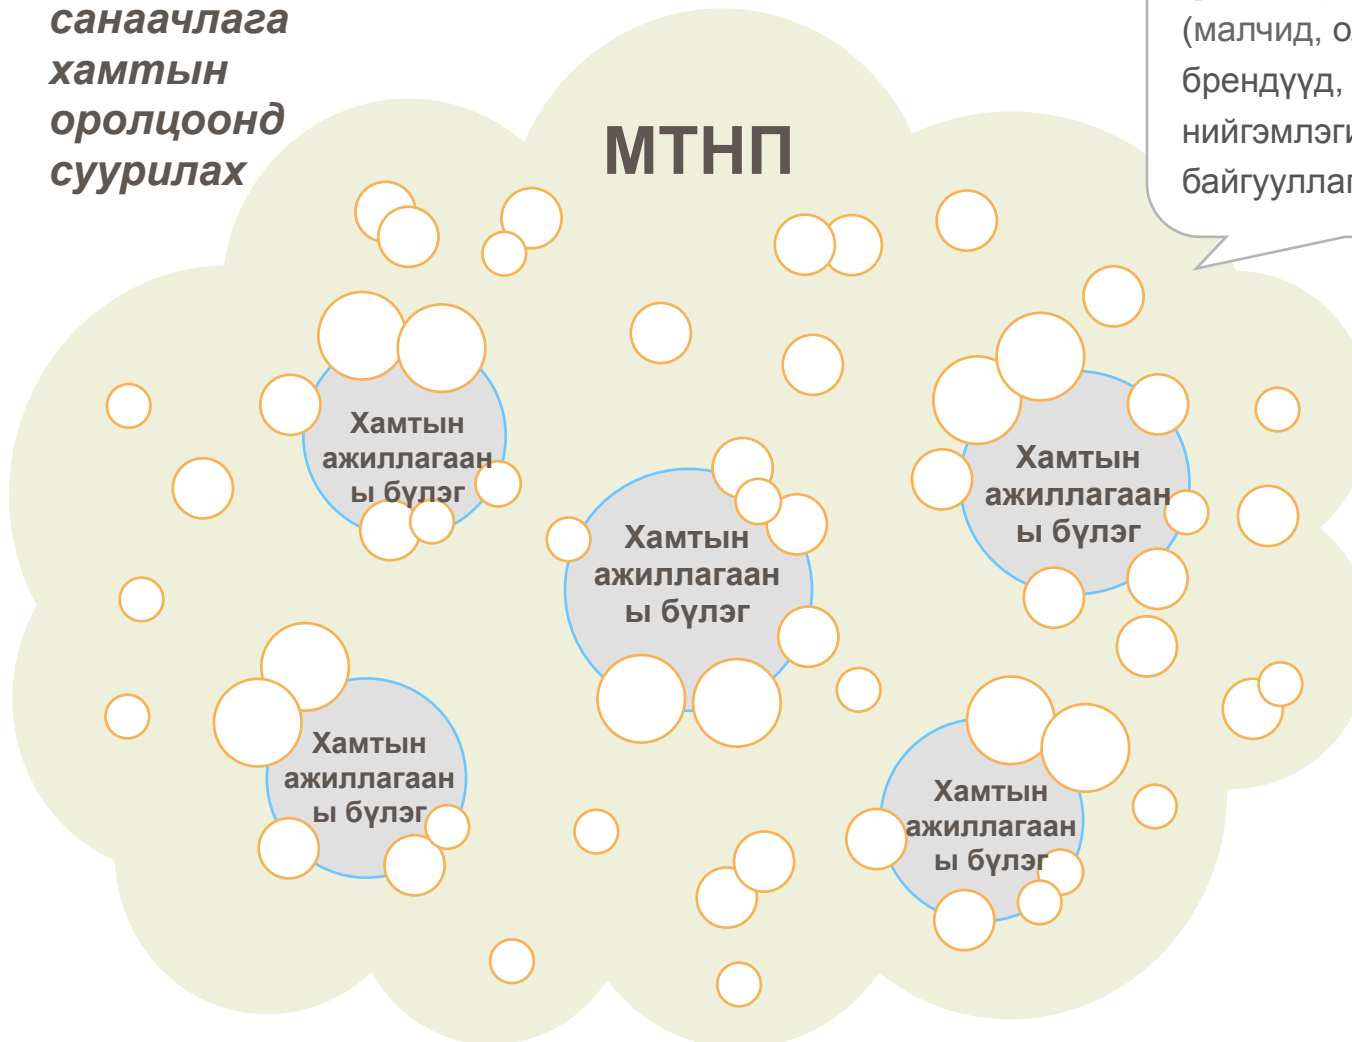 санаачлага
хамтын
оролцоонд
суурилах
МТНП
(малчид,
брендүүд,
Хамтын
ажиллагаан
ы бүлэг
Хамтын
ажиллагаан
ы бүлэг
Хамтын
ажиллагаан
ы бүлэг
Хамтын
ажиллагаан
ы бүлэг
Хамтын
ажиллагаан
ы бүлэг